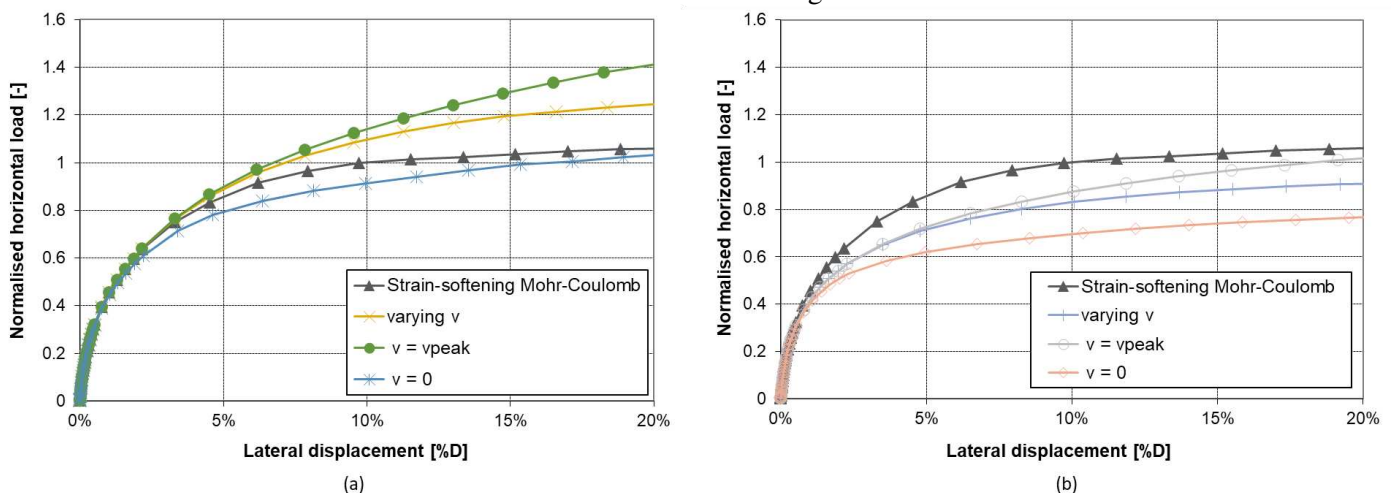 1.6
1.4
1.2
1
0.8
0.6
0.4
0.2
0
Normalised horizontal load [-]
Strain-softening Mohr-Coulomb
varying v
v = vpeak
v = 0
0% 5% 10% 15% 20%
Lateral displacement [%D]
(a)
1.6
1.4
1.2
1
0.8
0.6
0.4
0.2
0
Normalised horizontal load [-]
Strain-softening Mohr-Coulomb
varying v
v = vpeak
v = 0
0% 5% 10% 15% 20%
Lateral displacement [%D]
(b)